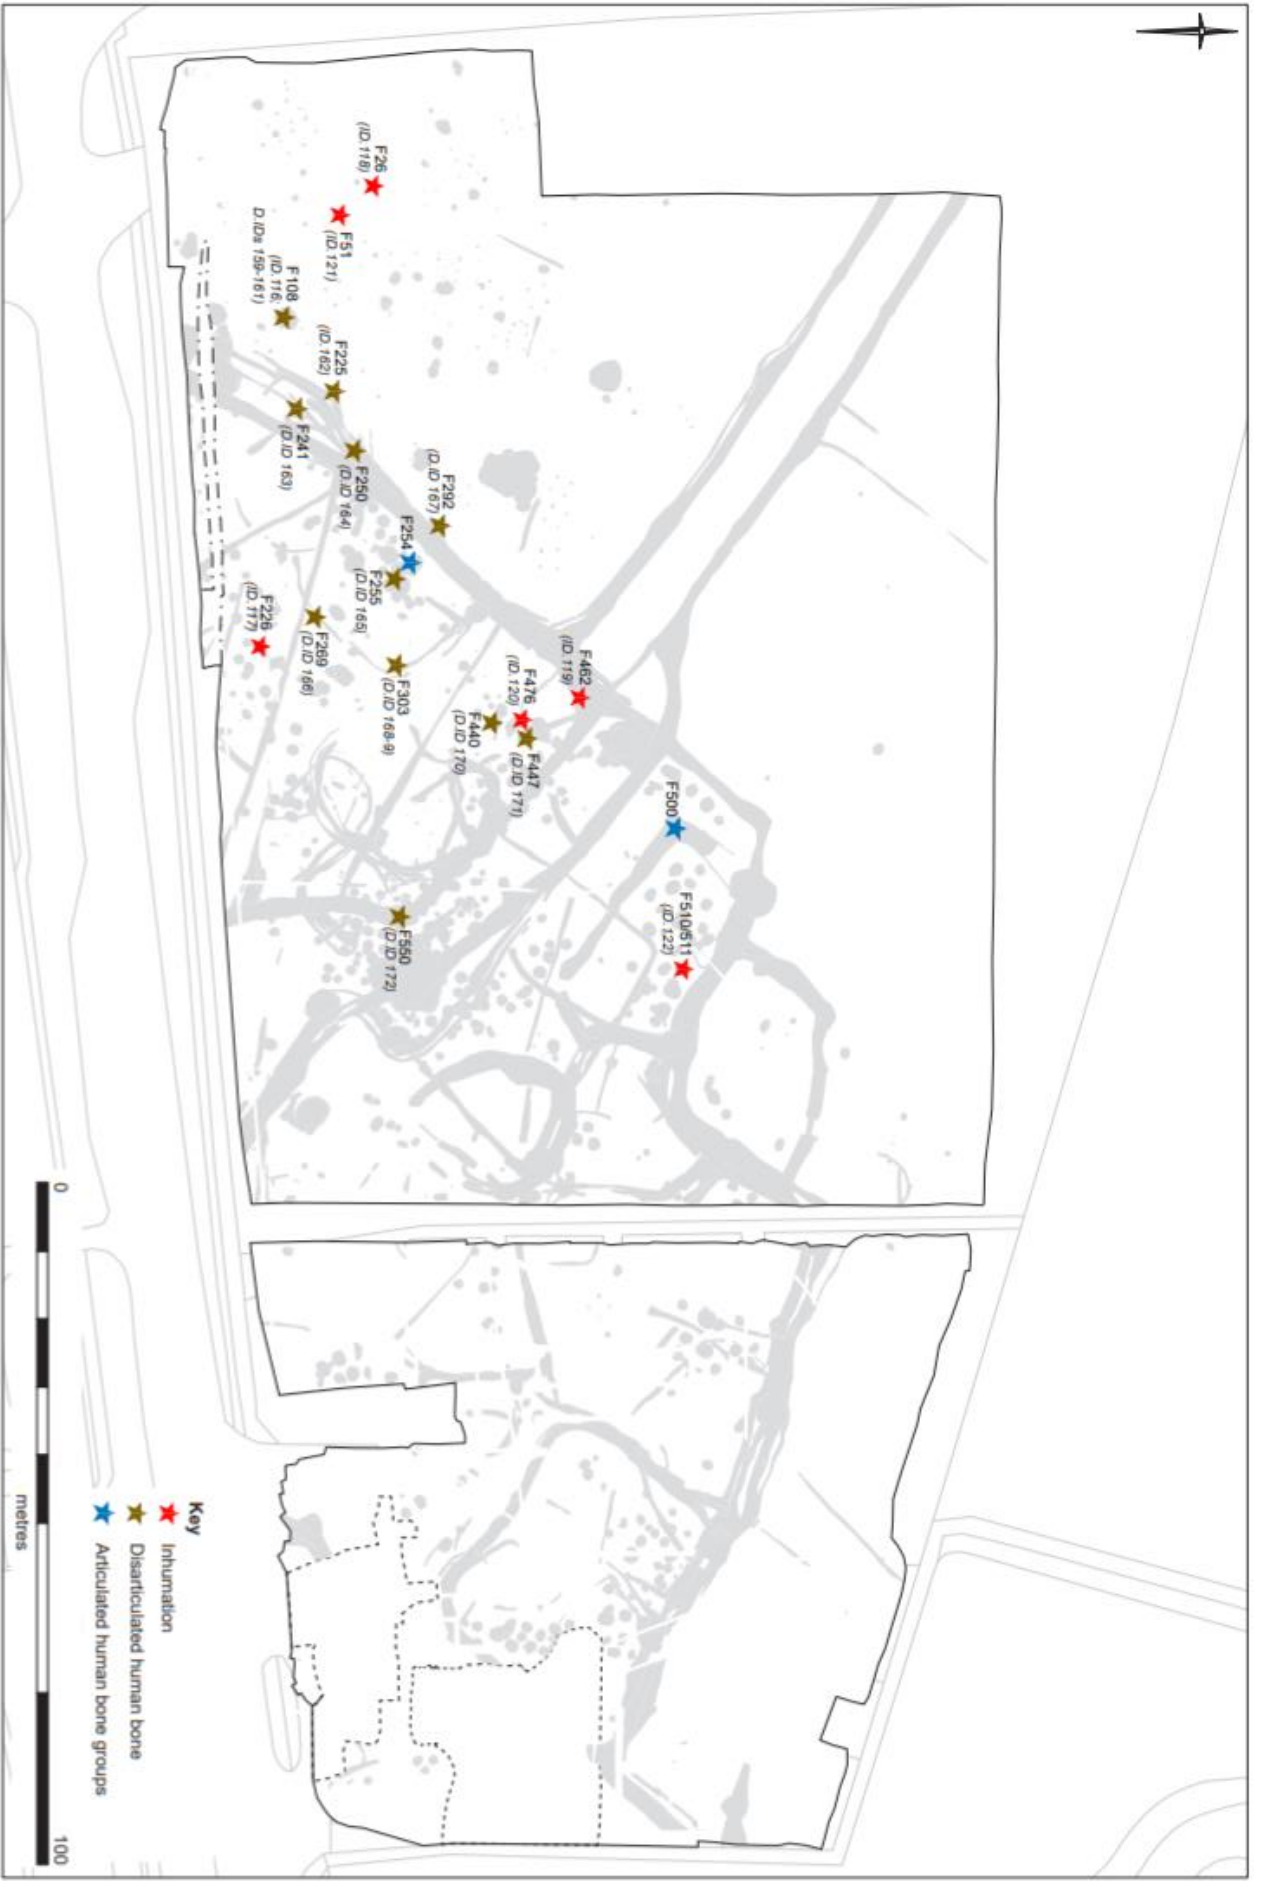 F26
(ID.118)
F51
(ID.121)
F108
(ID.116,
D.IDs 159-161)
F225
(ID.162)
F241
(D.ID 163)
F250
(D.ID 164)
F292
(D.ID 167)
F254
F255
(D.ID 165)
F226
(ID.117)
F269
(D.ID 166)
F303
(D.ID 168-9)
F462
(ID.119)
F476
(ID.120)
F440
(D.ID 170)
F447
(D.ID 171)
F500
F510/511
(ID.122)
F550
(D.ID 172)
Key
Inhumation
Disarticulated human bone
Articulated human bone groups
0
100
metres